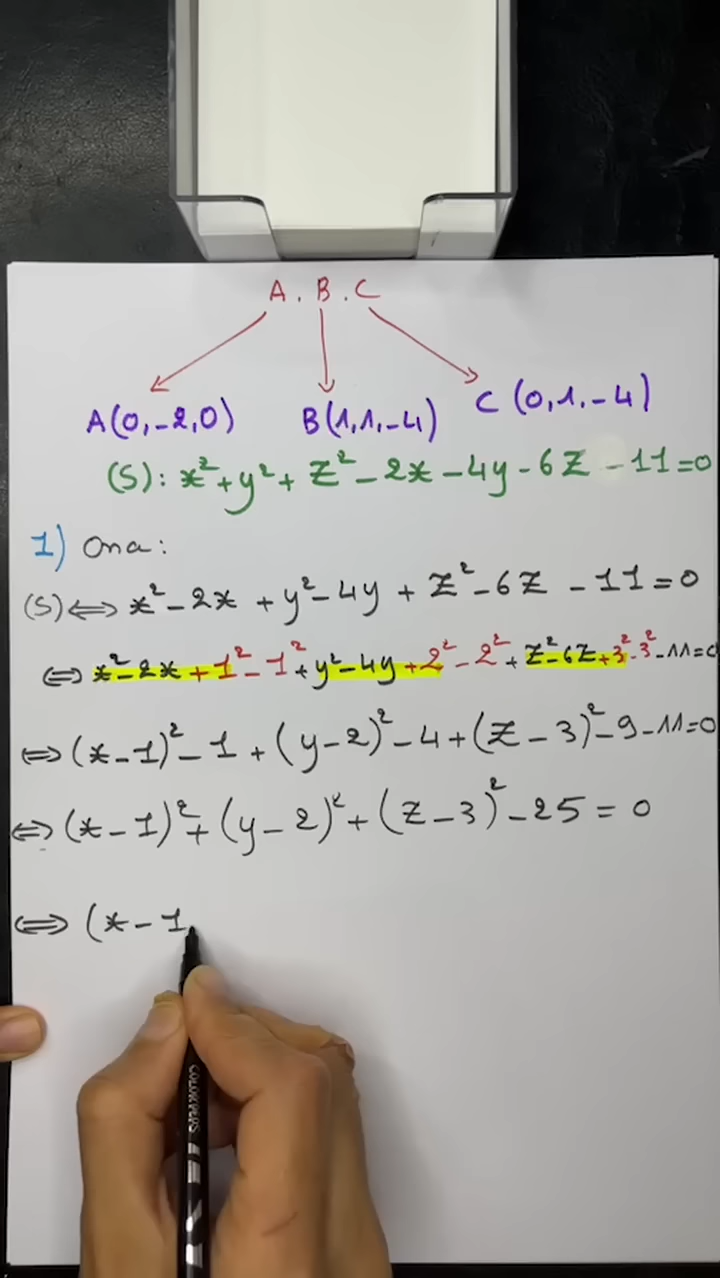 A . B . C
A(0,-2,0) B(1,1,-4) C (0,1,-4)
(S): x²+y²+ z²-2x-4y-6z-11=0
1) On a:
(S)⟺ x²-2x + y²-4y + z²-6z -11=0
⟺ x²-2x+1²-1²+y²-4y+2²-2²+z²-6z+3²-3²-11=0
⟺ (x-1)²-1+(y-2)²-4+(z-3)²-9-11=0
⟺ (x-1)²+(y-2)²+(z-3)²-25=0
⟺ (x-1
COLORPEPS